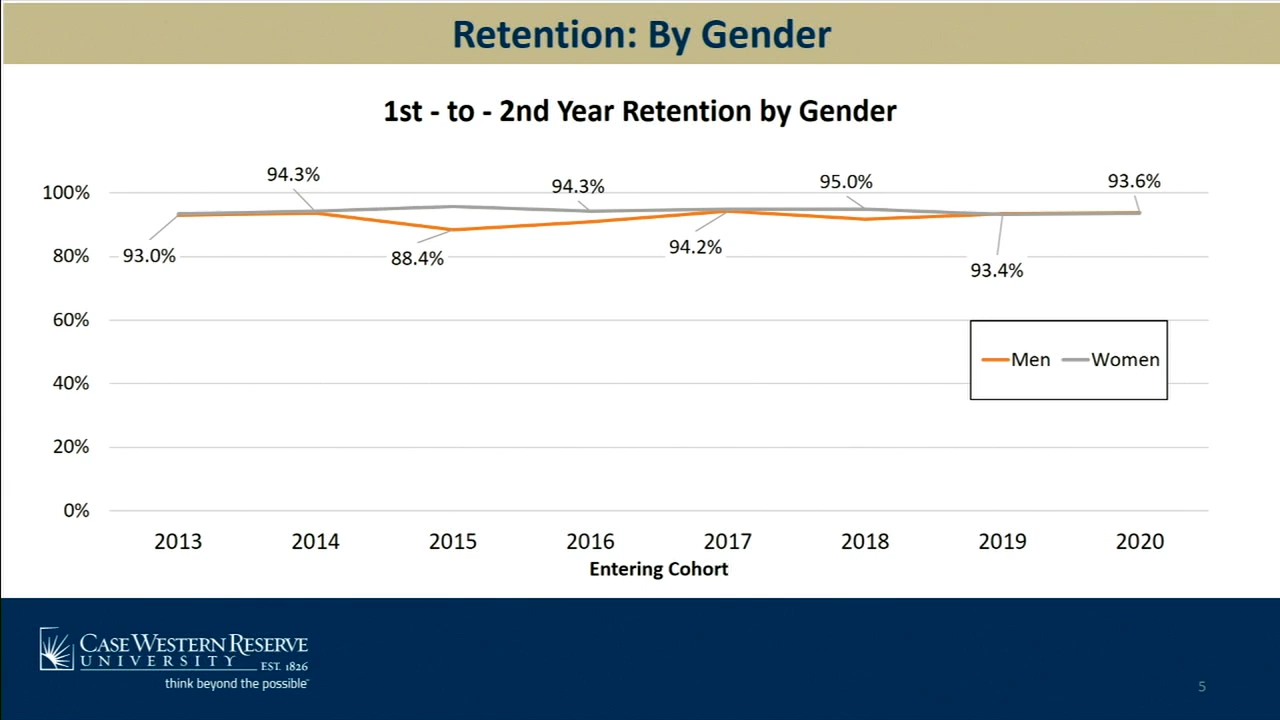 Retention: By Gender
1st - to - 2nd Year Retention by Gender
94.3%
94.3%
95.0%
93.6%
100%
93.0%
88.4%
94.2%
93.4%
80%
60%
Men Women
40%
20%
0%
2013 2014 2015 2016 2017 2018 2019 2020
Entering Cohort
CASE WESTERN RESERVE
UNIVERSITY EST. 1826
think beyond the possible™
5